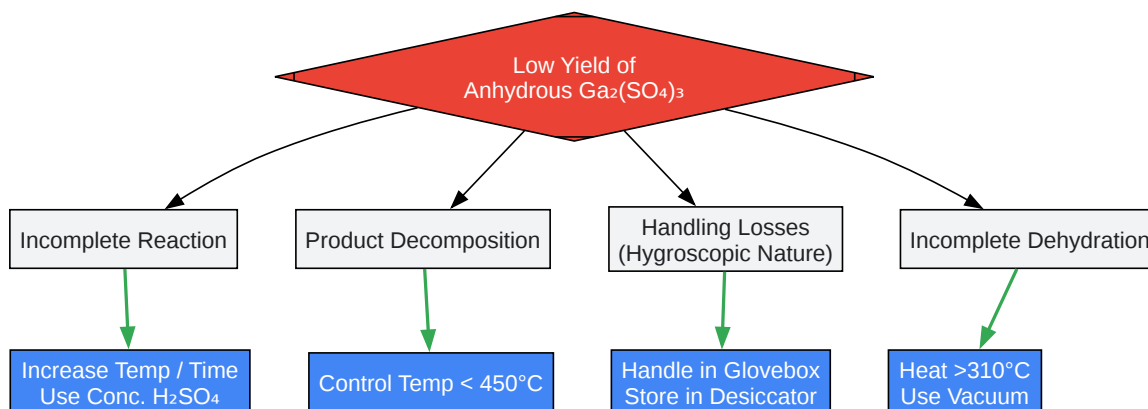 Low Yield of
Anhydrous Ga₂(SO₄)₃
Incomplete Reaction
Product Decomposition
Handling Losses
(Hygroscopic Nature)
Incomplete Dehydration
Increase Temp / Time
Use Conc. H₂SO₄
Control Temp < 450°C
Handle in Glovebox
Store in Desiccator
Heat >310°C
Use Vacuum